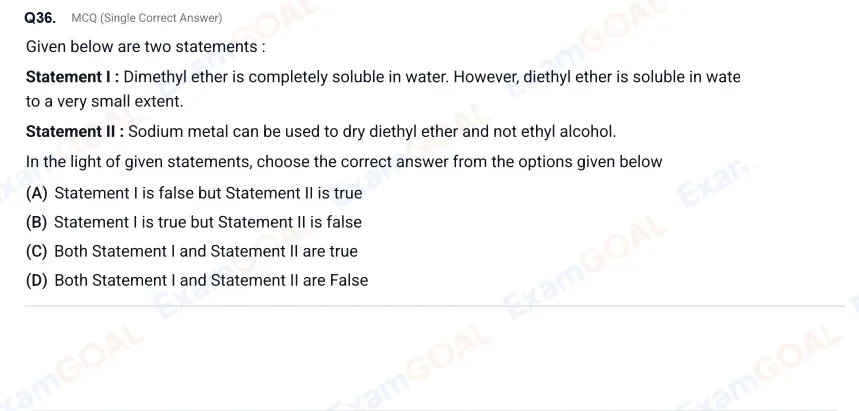 Q36. MCQ (Single Correct Answer)
Given below are two statements :
Statement I : Dimethyl ether is completely soluble in water. However, diethyl ether is soluble in wate
to a very small extent.
Statement II : Sodium metal can be used to dry diethyl ether and not ethyl alcohol.
In the light of given statements, choose the correct answer from the options given below
(A) Statement I is false but Statement II is true
(B) Statement I is true but Statement II is false
(C) Both Statement I and Statement II are true
(D) Both Statement I and Statement II are False
ExamGOAL
ExamGOAL
ExamGOAL